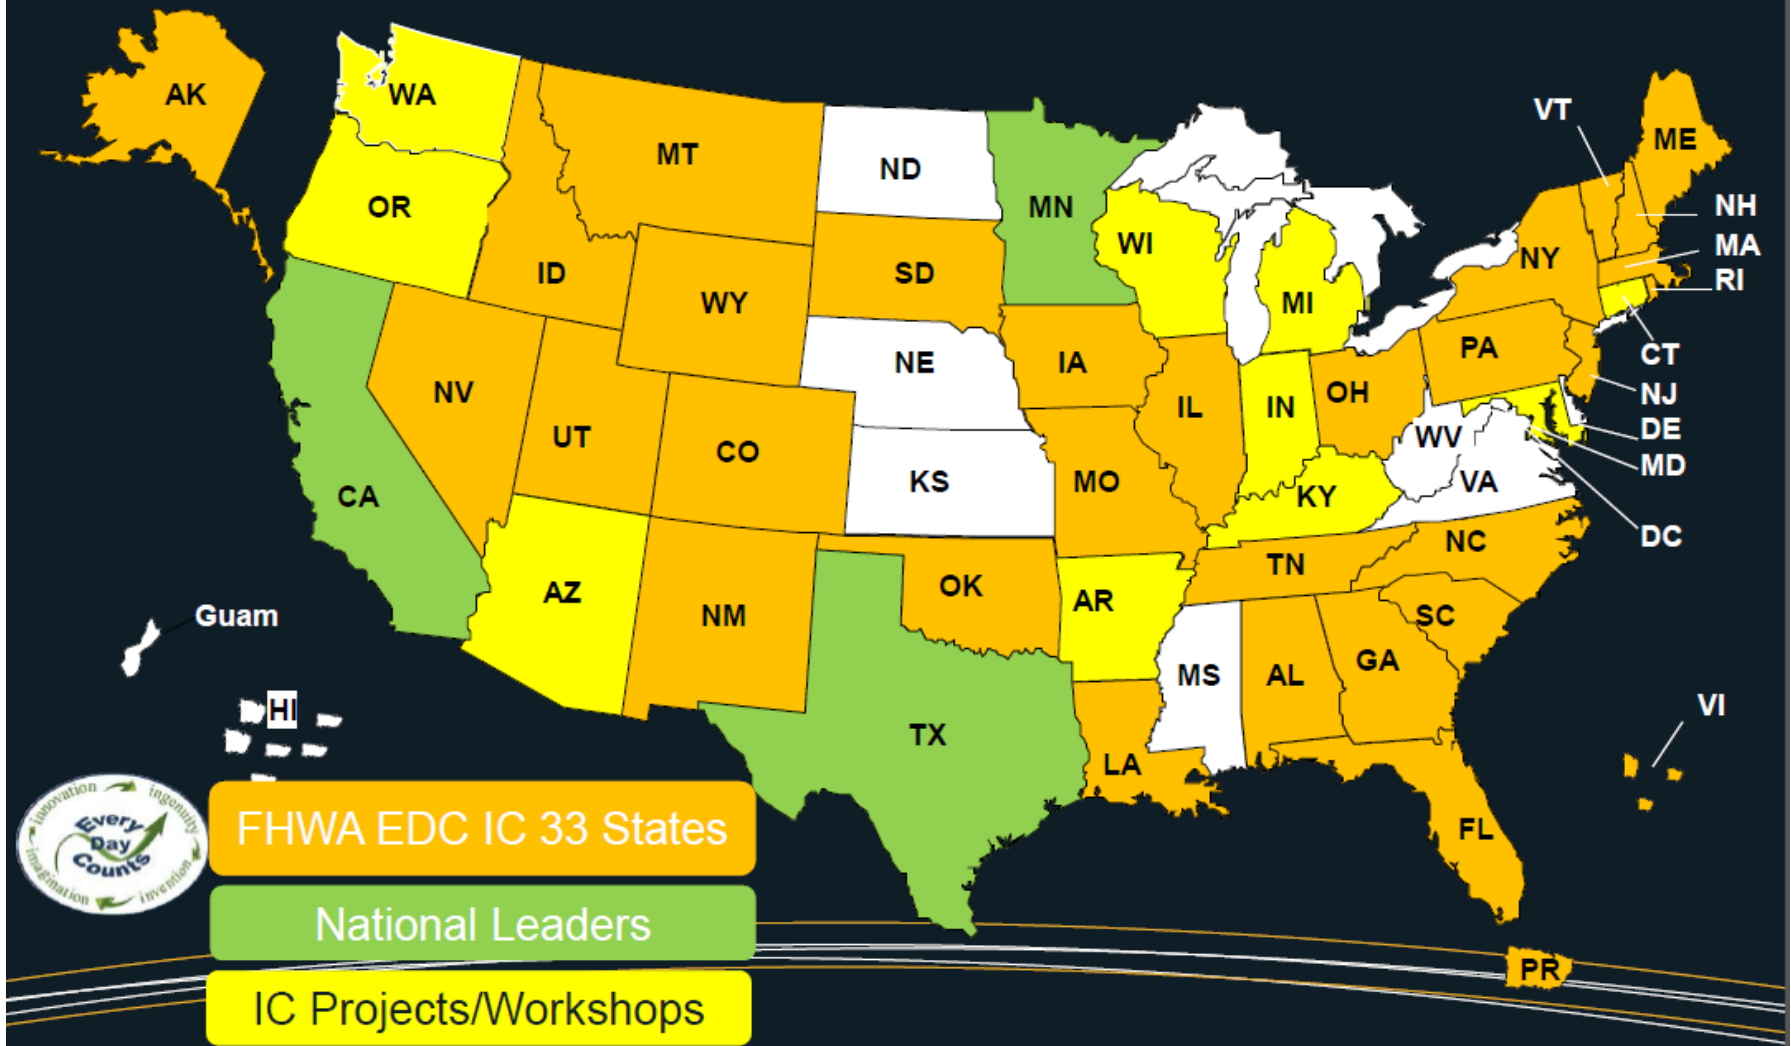 AK
WA
MT
ND
MN
VT
ME
OR
ID
WY
SD
WI
MI
NY
NH
MA
RI
NV
UT
CO
NE
IA
IL
IN
OH
PA
CT
NJ
DE
MD
DC
CA
KS
MO
KY
WV
VA
AZ
NM
OK
AR
TN
NC
SC
Guam
HI
TX
LA
MS
AL
GA
FL
VI
PR
innovation
ingenuity
invention
imagination
Every
Day
Counts
FHWA EDC IC 33 States
National Leaders
IC Projects/Workshops